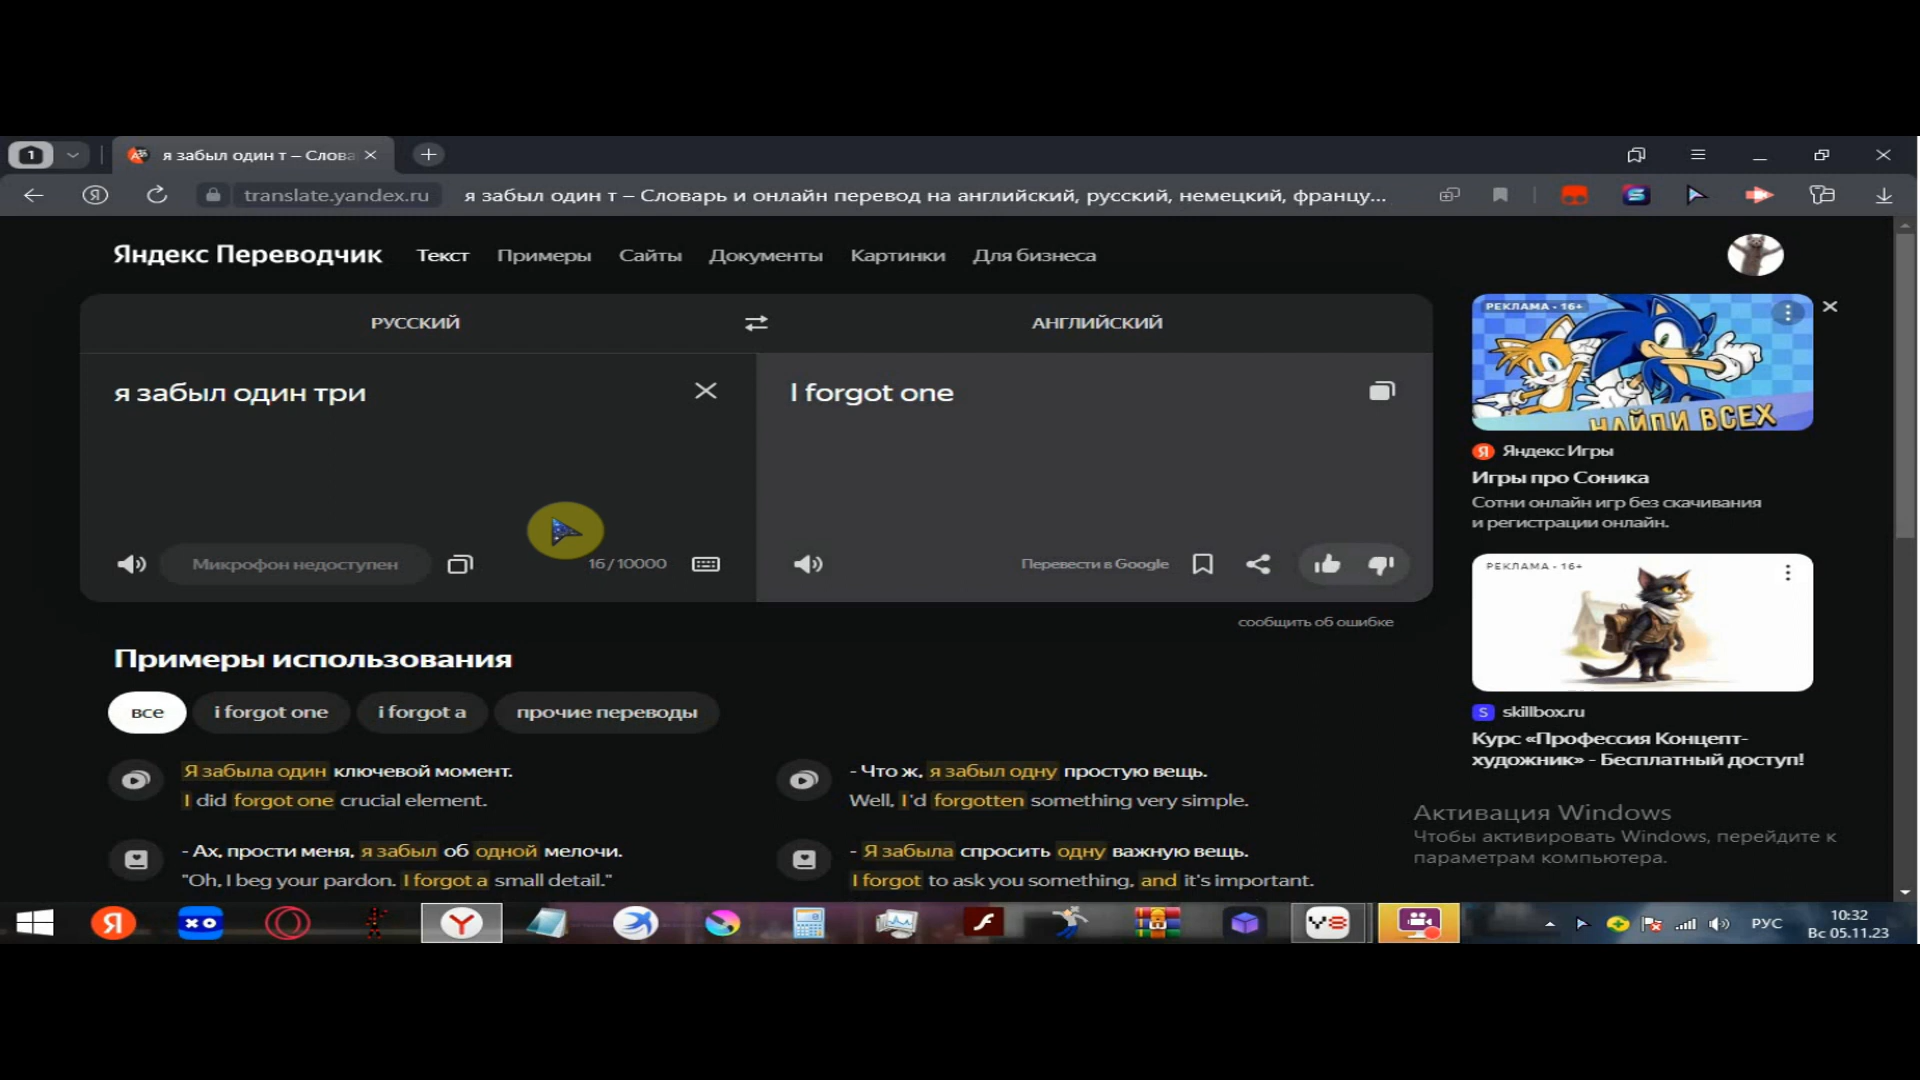 1
я забыл один т – Слова
translate.yandex.ru
я забыл один т – Словарь и онлайн перевод на английский, русский, немецкий, францу...
Яндекс Переводчик
Текст
Примеры
Сайты
Документы
Картинки
Для бизнеса
РУССКИЙ
АНГЛИЙСКИЙ
я забыл один три
I forgot one
Микрофон недоступен
16 / 10000
Перевести в Google
сообщить об ошибке
Примеры использования
все
i forgot one
i forgot a
прочие переводы
Я забыла один ключевой момент.
I did forgot one crucial element.
- Что ж, я забыл одну простую вещь.
Well, I'd forgotten something very simple.
- Ах, прости меня, я забыл об одной мелочи.
"Oh, I beg your pardon. I forgot a small detail."
- Я забыла спросить одну важную вещь.
I forgot to ask you something, and it's important.
РЕКЛАМА • 16+
НАЙДИ ВСЕХ
Яндекс Игры
Игры про Соника
Сотни онлайн игр без скачивания
и регистрации онлайн.
РЕКЛАМА • 16+
skillbox.ru
Курс «Профессия Концепт-
художник» - Бесплатный доступ!
Активация Windows
Чтобы активировать Windows, перейдите к
параметрам компьютера.
РУС
10:32
Вс 05.11.23